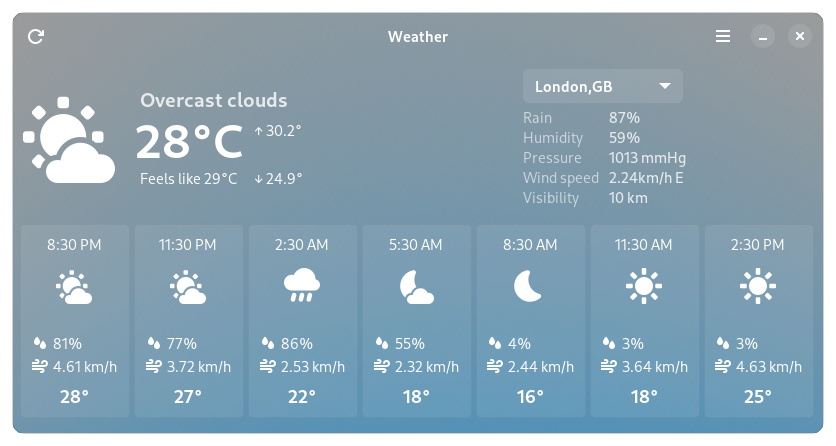 Weather
Overcast clouds
28°C ↑ 30.2°
Feels like 29°C ↓ 24.9°
London,GB
Rain 87%
Humidity 59%
Pressure 1013 mmHg
Wind speed 2.24km/h E
Visibility 10 km
8:30 PM
81%
4.61 km/h
28°
11:30 PM
77%
3.72 km/h
27°
2:30 AM
86%
2.53 km/h
22°
5:30 AM
55%
2.32 km/h
18°
8:30 AM
4%
2.44 km/h
16°
11:30 AM
3%
3.64 km/h
18°
2:30 PM
3%
4.63 km/h
25°